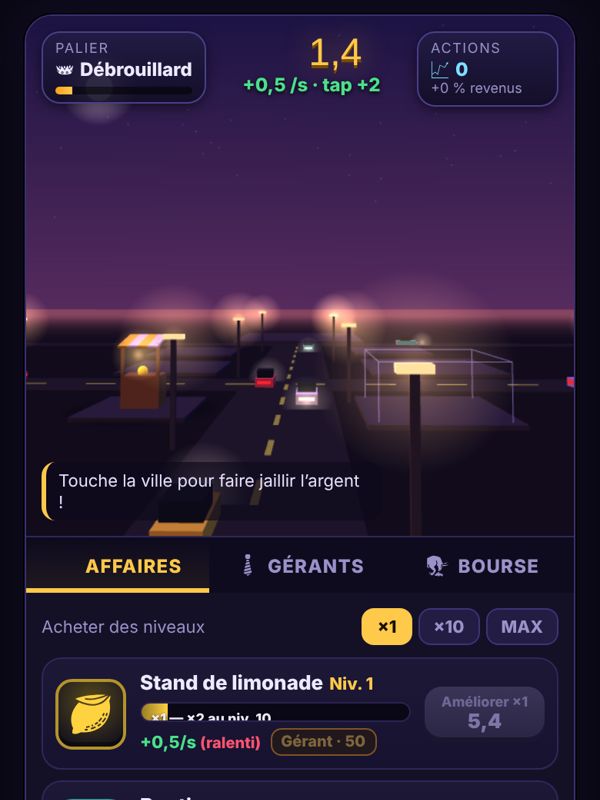 PALIER
Débrouillard
1,4
+0,5 /s · tap +2
ACTIONS
0
+0 % revenus
Touche la ville pour faire jaillir l’argent
!
AFFAIRES
GÉRANTS
BOURSE
Acheter des niveaux
×1
×10
MAX
Stand de limonade Niv. 1
×1 — ×2 au niv. 10
+0,5/s (ralenti)
Gérant · 50
Améliorer ×1
5,4